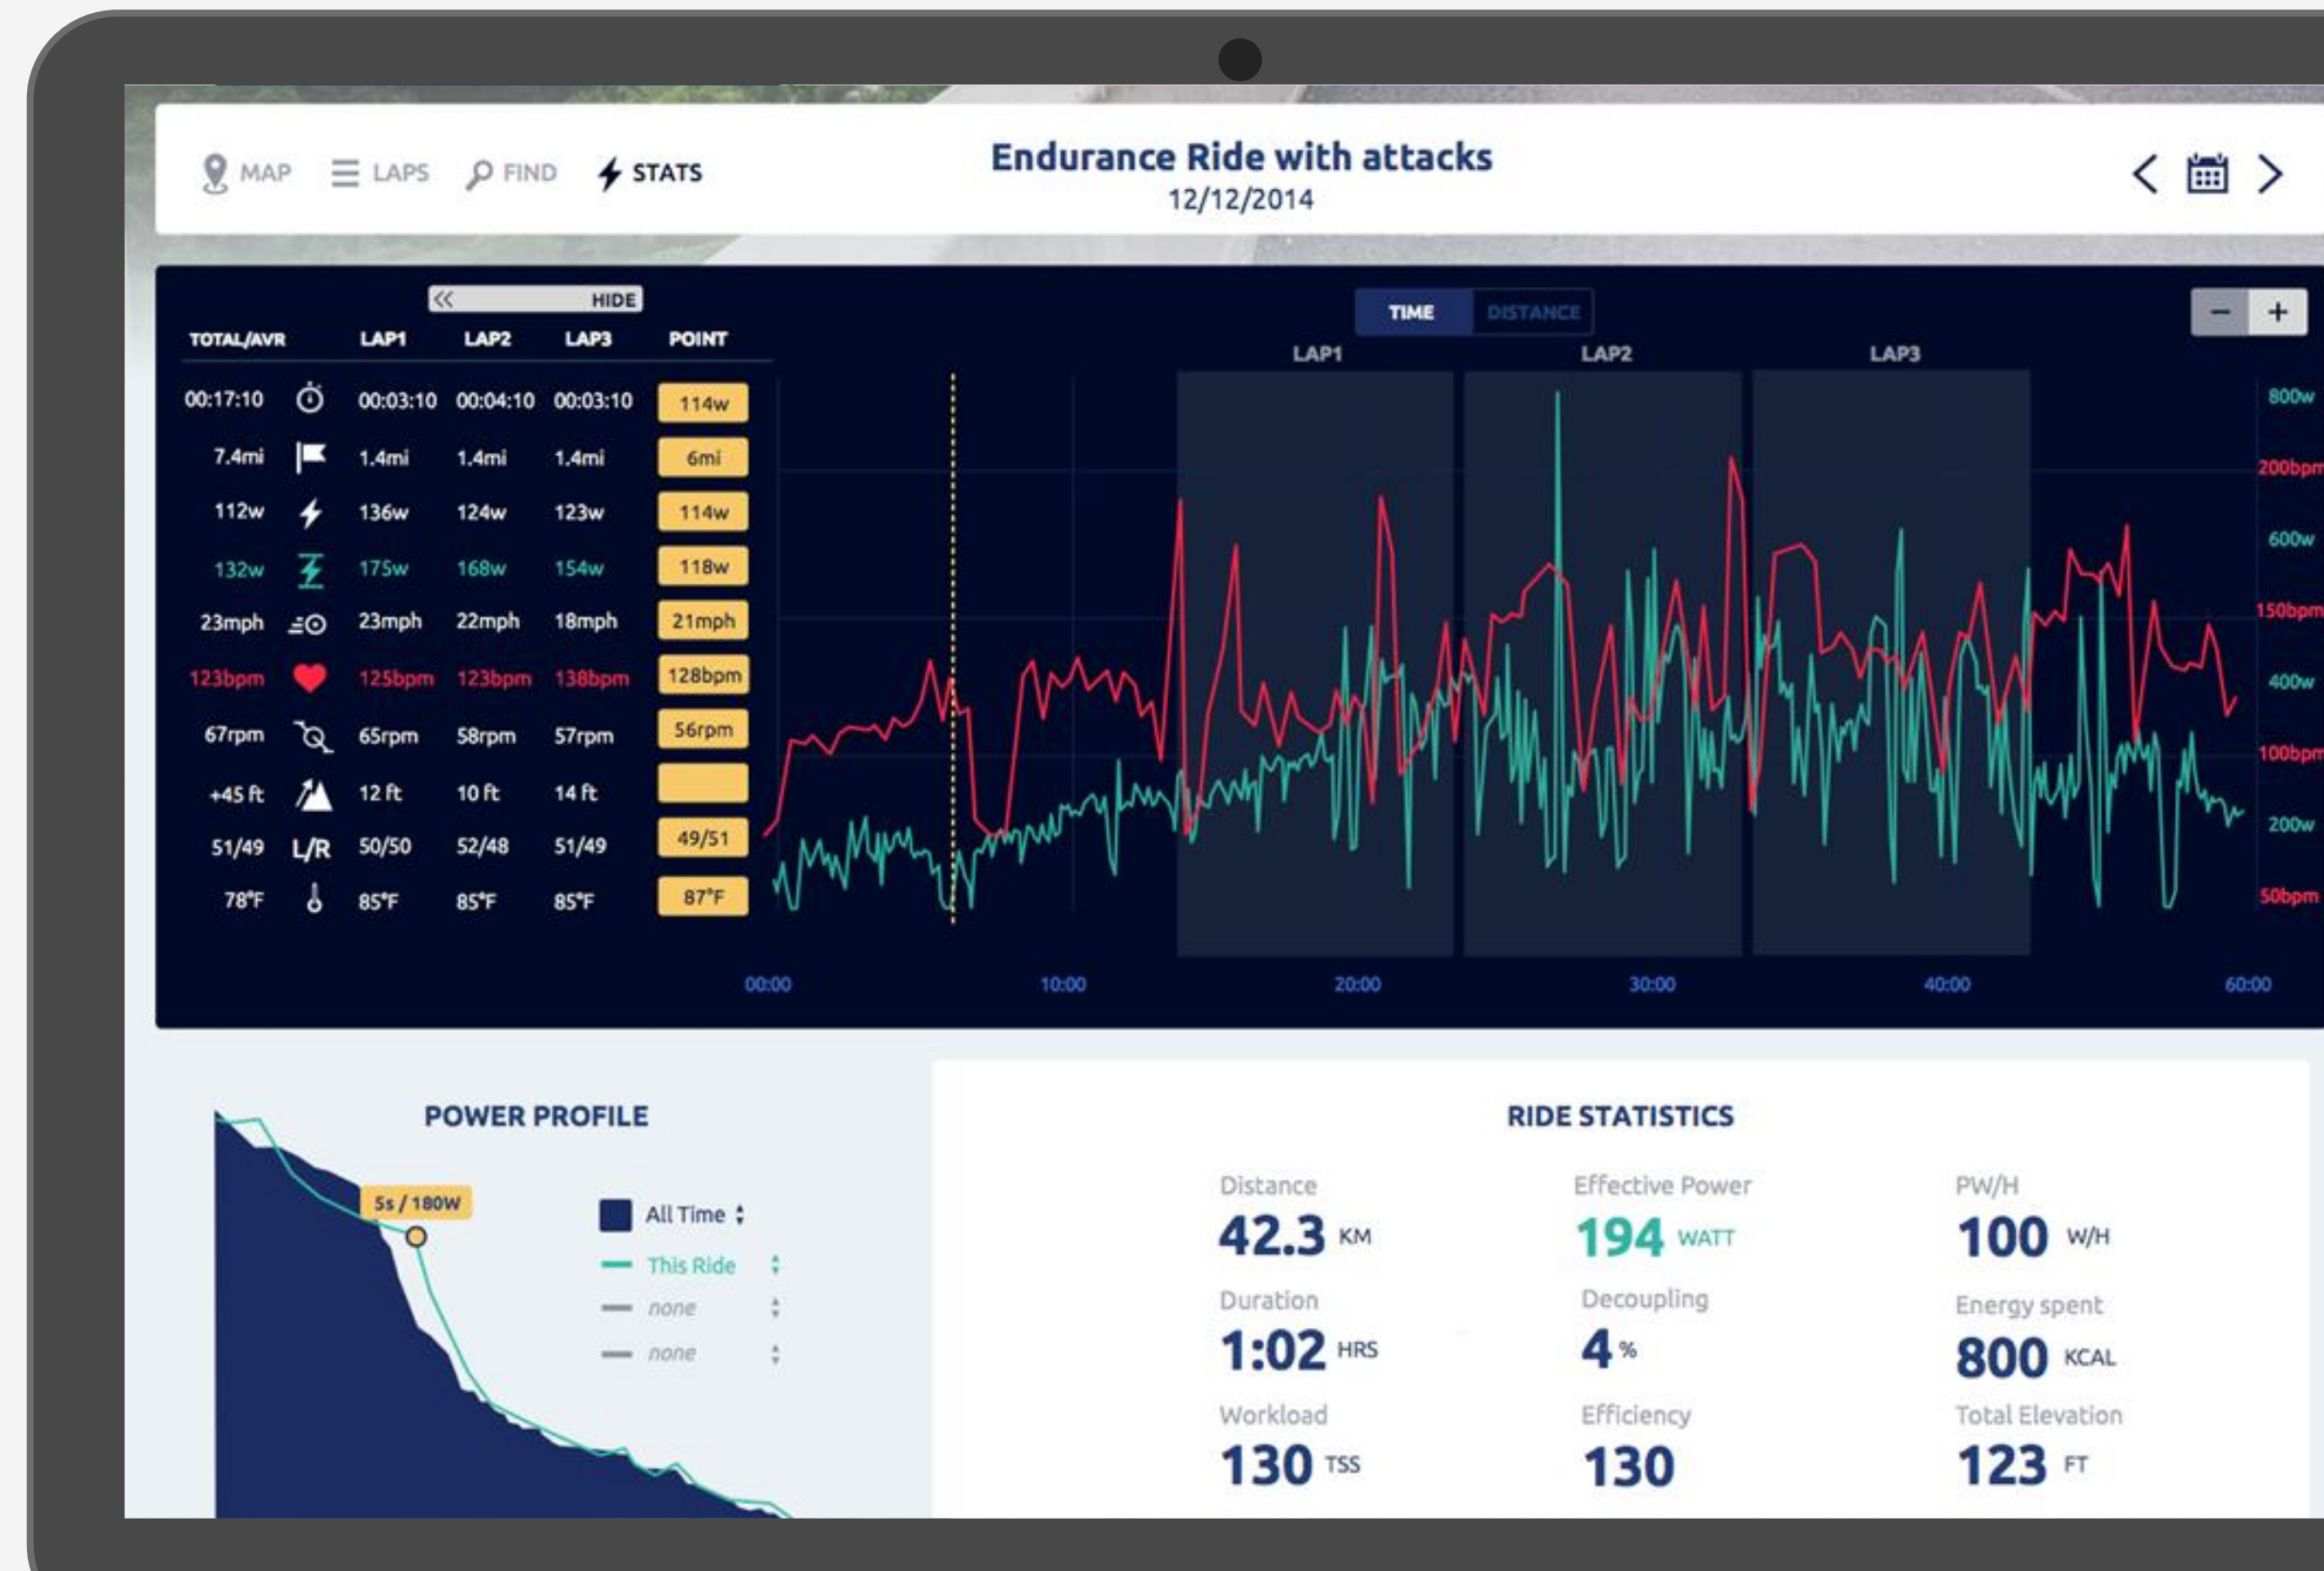 MAP LAPS FIND STATS
Endurance Ride with attacks
12/12/2014
HIDE
TIME DISTANCE
− +
TOTAL/AVR LAP1 LAP2 LAP3 POINT
LAP1 LAP2 LAP3
00:17:10 00:03:10 00:04:10 00:03:10 114w
7.4mi 1.4mi 1.4mi 1.4mi 6mi
112w 136w 124w 123w 114w
132w 175w 168w 154w 118w
23mph 23mph 22mph 18mph 21mph
123bpm 125bpm 123bpm 138bpm 128bpm
67rpm 65rpm 58rpm 57rpm 56rpm
+45 ft 12 ft 10 ft 14 ft
51/49 L/R 50/50 52/48 51/49 49/51
78°F 85°F 85°F 85°F 87°F
800w
200bpm
600w
150bpm
400w
100bpm
200w
50bpm
00:00 10:00 20:00 30:00 40:00 60:00
POWER PROFILE
5s / 180W
All Time
This Ride
none
none
RIDE STATISTICS
Distance Effective Power PW/H
42.3 KM 194 WATT 100 W/H
Duration Decoupling Energy spent
1:02 HRS 4 % 800 KCAL
Workload Efficiency Total Elevation
130 TSS 130 123 FT